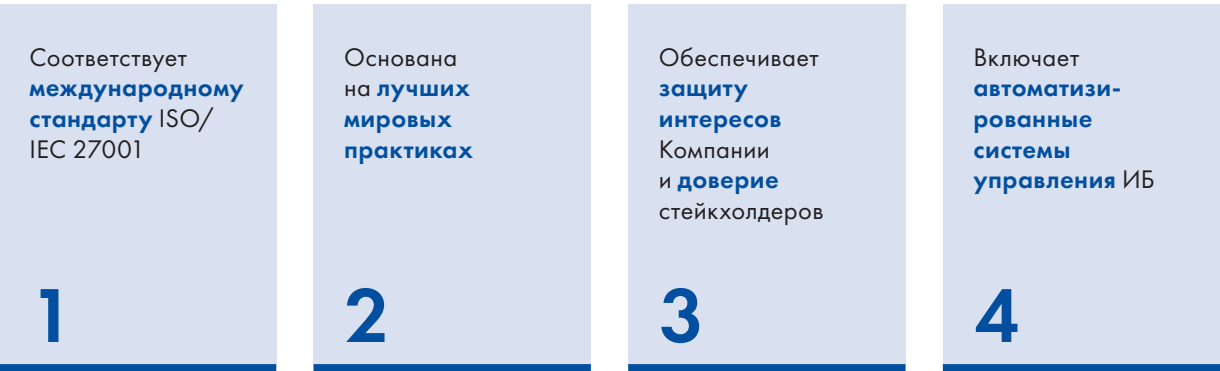 Соответствует
международному
стандарту ISO/
IEC 27001
1
Основана
на лучших
мировых
практиках
2
Обеспечивает
защиту
интересов
Компании
и доверие
стейкхолдеров
3
Включает
автоматизи-
рованные
системы
управления ИБ
4